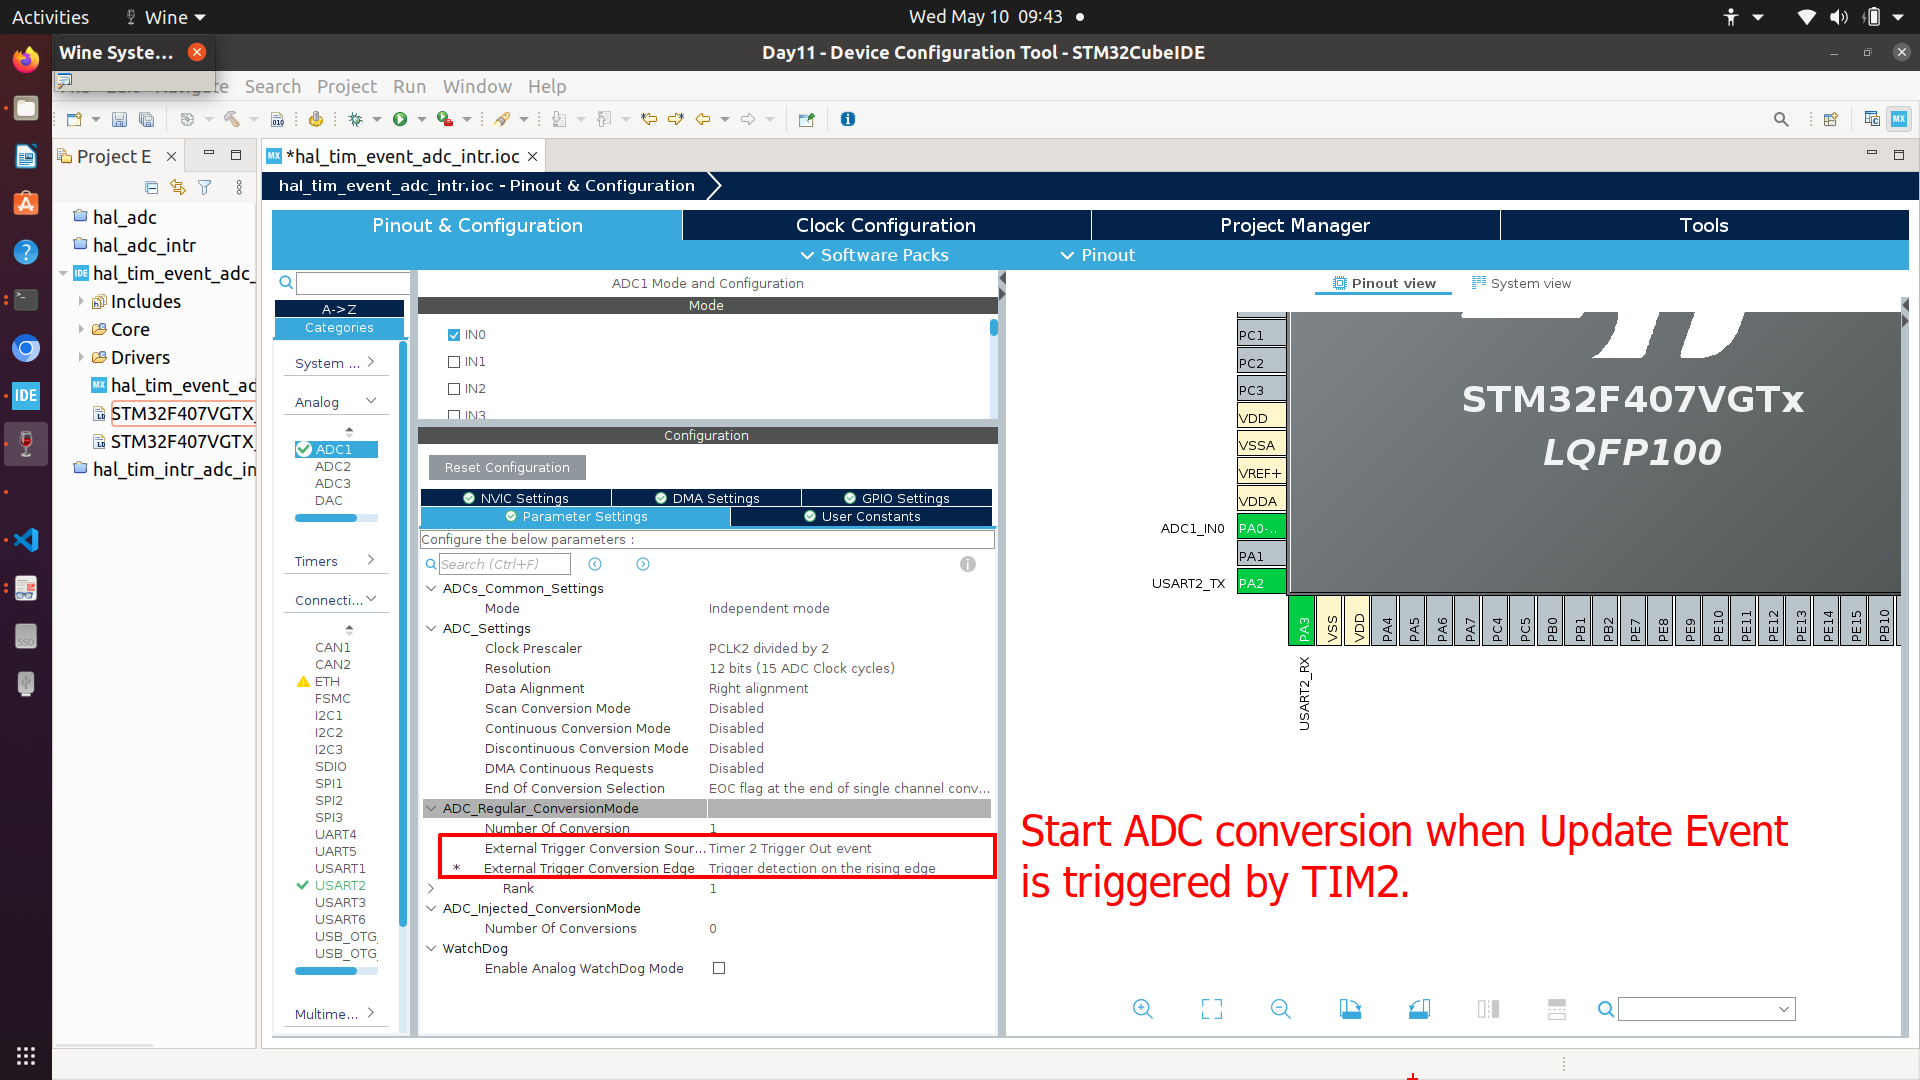 Activities
Wine
Wed May 10 09:43
Wine Syste...
Day11 - Device Configuration Tool - STM32CubeIDE
Search Project Run Window Help
Project E
*hal_tim_event_adc_intr.ioc
hal_tim_event_adc_intr.ioc - Pinout & Configuration
hal_adc
hal_adc_intr
hal_tim_event_adc_
Includes
Core
Drivers
hal_tim_event_ad
STM32F407VGTX_
STM32F407VGTX_
hal_tim_intr_adc_in
Pinout & Configuration
Clock Configuration
Project Manager
Tools
Software Packs
Pinout
A->Z
Categories
System ...
Analog
ADC1
ADC2
ADC3
DAC
Timers
Connecti...
CAN1
CAN2
ETH
FSMC
I2C1
I2C2
I2C3
SDIO
SPI1
SPI2
SPI3
UART4
UART5
USART1
USART2
USART3
USART6
USB_OTG_
USB_OTG_
Multime...
ADC1 Mode and Configuration
Mode
IN0
IN1
IN2
IN3
Configuration
Reset Configuration
NVIC Settings
DMA Settings
GPIO Settings
Parameter Settings
User Constants
Configure the below parameters :
Search (Ctrl+F)
ADCs_Common_Settings
Mode Independent mode
ADC_Settings
Clock Prescaler PCLK2 divided by 2
Resolution 12 bits (15 ADC Clock cycles)
Data Alignment Right alignment
Scan Conversion Mode Disabled
Continuous Conversion Mode Disabled
Discontinuous Conversion Mode Disabled
DMA Continuous Requests Disabled
End Of Conversion Selection EOC flag at the end of single channel conv...
ADC_Regular_ConversionMode
Number Of Conversion 1
External Trigger Conversion Sour... Timer 2 Trigger Out event
* External Trigger Conversion Edge Trigger detection on the rising edge
Rank 1
ADC_Injected_ConversionMode
Number Of Conversions 0
WatchDog
Enable Analog WatchDog Mode
Pinout view
System view
PC1
PC2
PC3
VDD
VSSA
VREF+
VDDA
ADC1_IN0 PA0-..
PA1
USART2_TX PA2
STM32F407VGTx
LQFP100
PA3
VSS
VDD
PA4
PA5
PA6
PA7
PC4
PC5
PB0
PB1
PB2
PE7
PE8
PE9
PE10
PE11
PE12
PE13
PE14
PE15
PB10
USART2_RX
Start ADC conversion when Update Event
is triggered by TIM2.